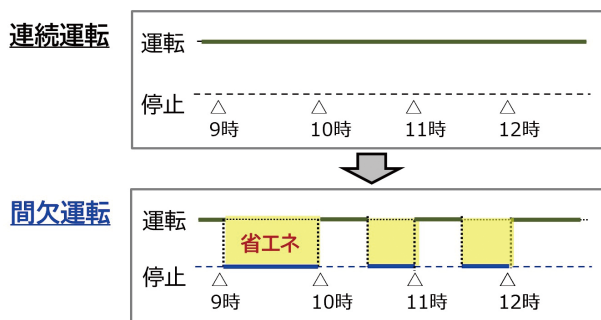 連続運転
運転
停止
△ △ △ △
9時 10時 11時 12時
間欠運転
運転
省エネ
停止
△ △ △ △
9時 10時 11時 12時